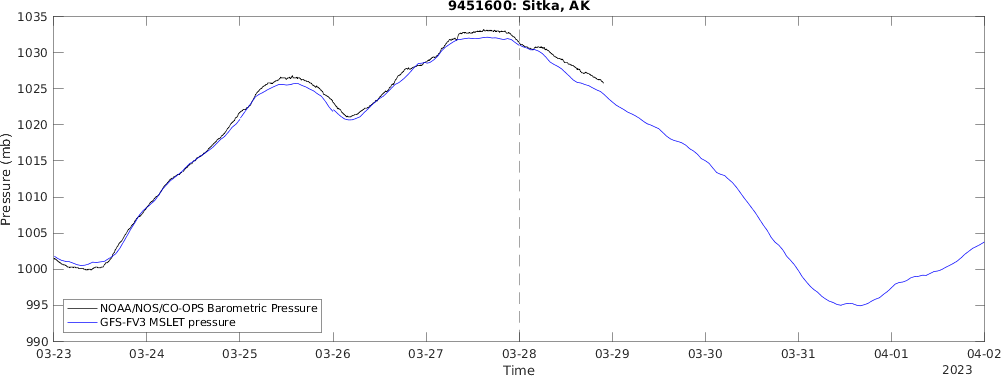 9451600: Sitka, AK
Pressure (mb)
1035
1030
1025
1020
1015
1010
1005
1000
995
990
NOAA/NOS/CO-OPS Barometric Pressure
GFS-FV3 MSLET pressure
03-23 03-24 03-25 03-26 03-27 03-28 03-29 03-30 03-31 04-01 04-02
Time
2023